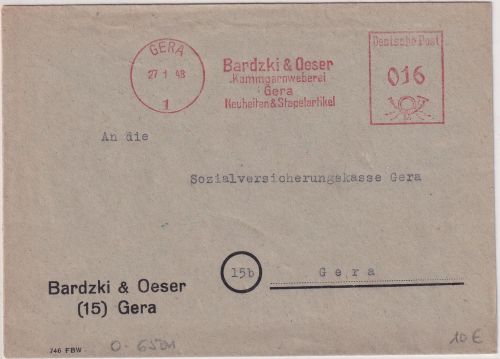 GERA
27 1 48
1
Bardzki & Oeser
Kammgarnweberei
Gera
Neuheiten & Stapelartikel
Deutsche Post
016
An die
Sozialversicherungskasse Gera
15b
Gera
Bardzki & Oeser
(15) Gera
746 FBW
10 €